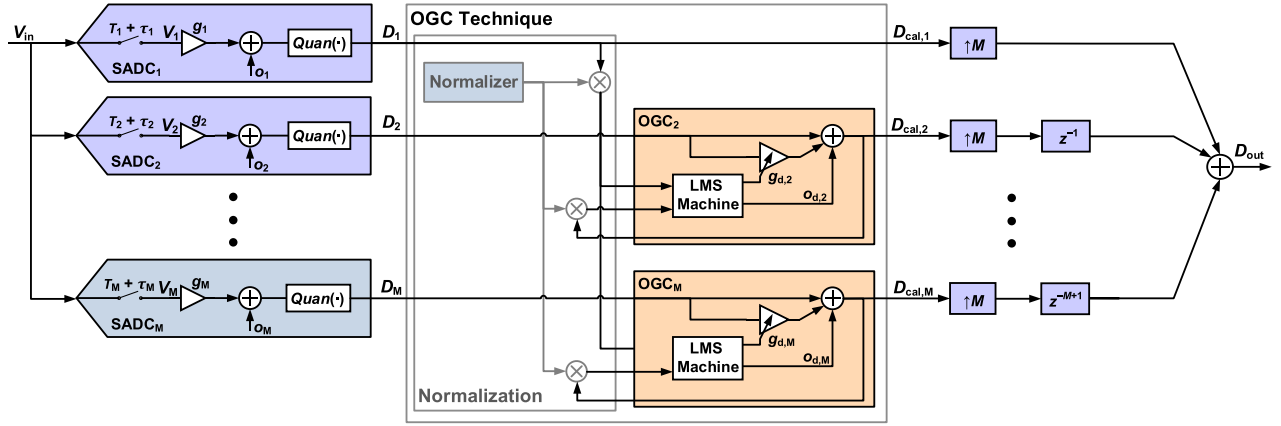 OGC Technique
V_in
T_1 + τ_1 V_1 g_1
o_1
Quan(·)
SADC_1
D_1
D_cal,1
↑M
Normalizer
T_2 + τ_2 V_2 g_2
o_2
Quan(·)
SADC_2
D_2
OGC_2
g_d,2
LMS
Machine
o_d,2
D_cal,2
↑M
z^−1
D_out
T_M + τ_M V_M g_M
o_M
Quan(·)
SADC_M
D_M
OGC_M
g_d,M
LMS
Machine
o_d,M
D_cal,M
↑M
z^−M+1
Normalization